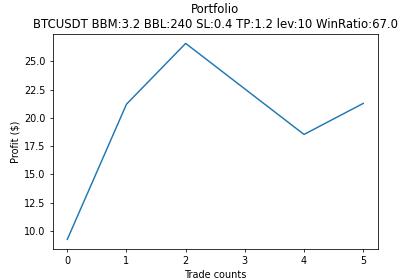 Portfolio
BTCUSDT BBM:3.2 BBL:240 SL:0.4 TP:1.2 lev:10 WinRatio:67.0
Profit ($)
25.0
22.5
20.0
17.5
15.0
12.5
10.0
0 1 2 3 4 5
Trade counts